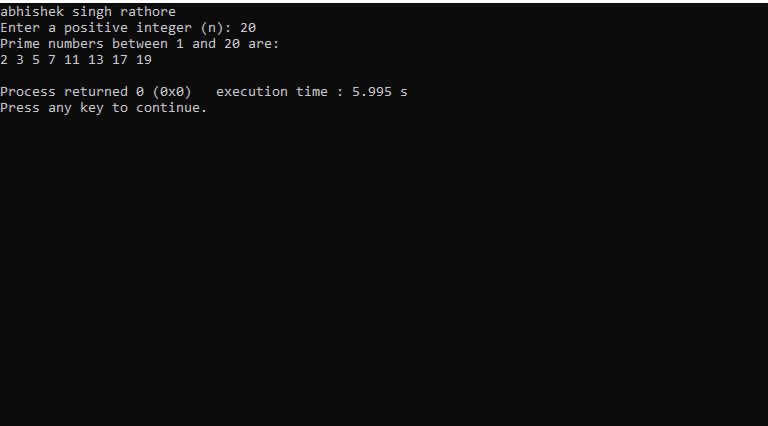 abhishek singh rathore
Enter a positive integer (n): 20
Prime numbers between 1 and 20 are:
2 3 5 7 11 13 17 19
Process returned 0 (0x0)   execution time : 5.995 s
Press any key to continue.